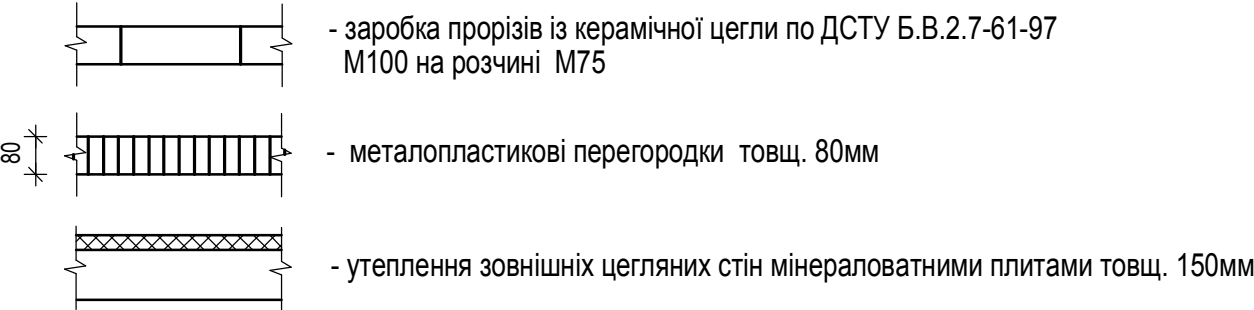 - заробка прорізів із керамічної цегли по ДСТУ Б.В.2.7-61-97
М100 на розчині М75
80
- металопластикові перегородки товщ. 80мм
- утеплення зовнішніх цегляних стін мінераловатними плитами товщ. 150мм